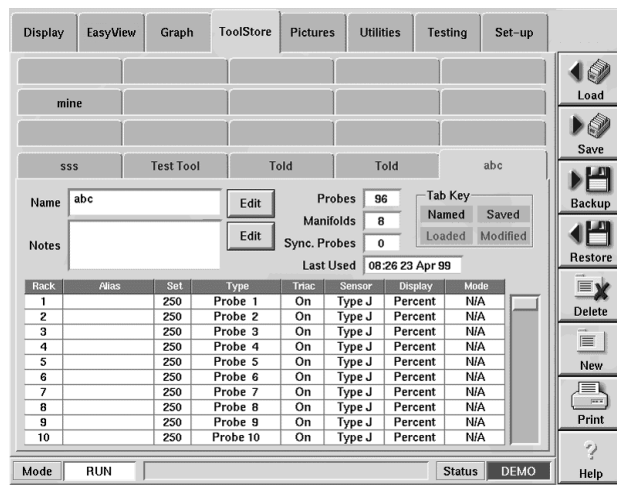 Display EasyView Graph ToolStore Pictures Utilities Testing Set-up
mine
sss Test Tool Told Told abc
Name abc Edit Probes 96 Tab Key
Manifolds 8 Named Saved
Notes Edit Sync. Probes 0 Loaded Modified
Last Used 08:26 23 Apr 99
Rack Alias Set Type Triac Sensor Display Mode
1 250 Probe 1 On Type J Percent N/A
2 250 Probe 2 On Type J Percent N/A
3 250 Probe 3 On Type J Percent N/A
4 250 Probe 4 On Type J Percent N/A
5 250 Probe 5 On Type J Percent N/A
6 250 Probe 6 On Type J Percent N/A
7 250 Probe 7 On Type J Percent N/A
8 250 Probe 8 On Type J Percent N/A
9 250 Probe 9 On Type J Percent N/A
10 250 Probe 10 On Type J Percent N/A
Mode RUN Status DEMO
Load
Save
Backup
Restore
Delete
New
Print
Help